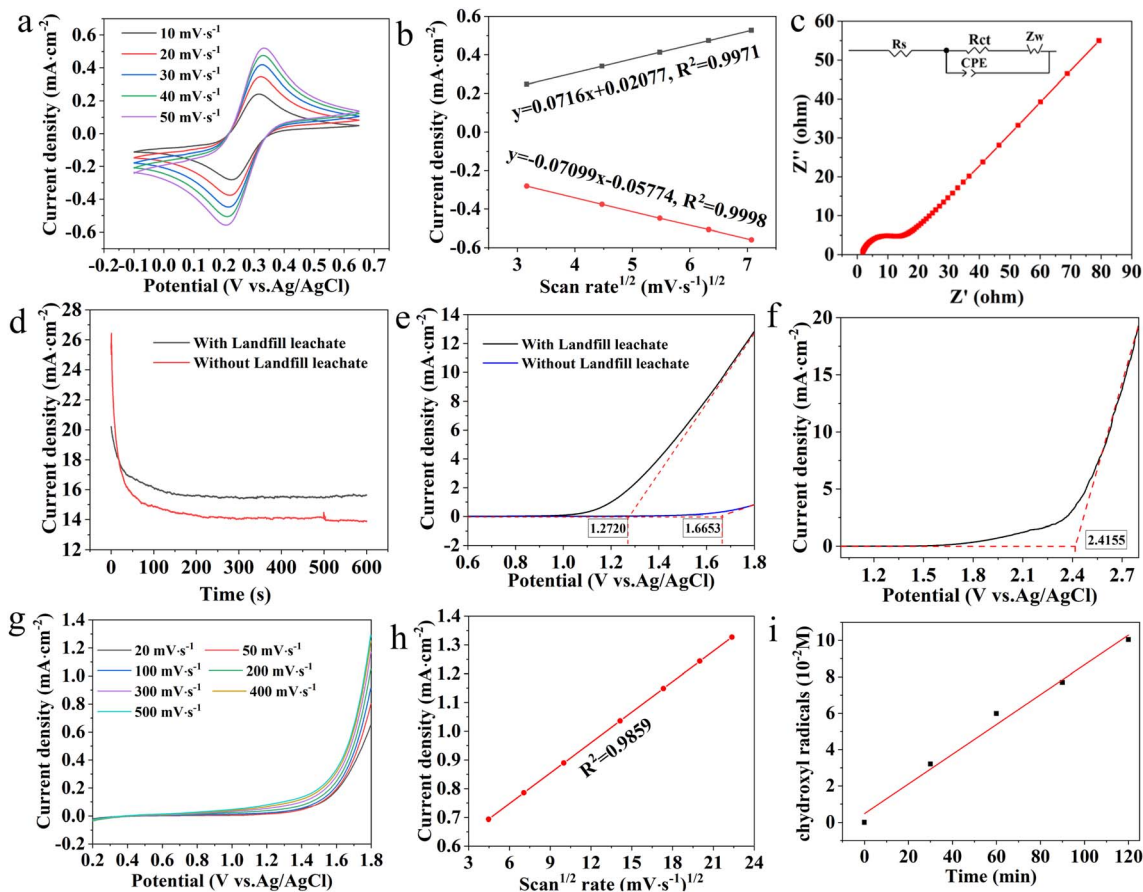 a
Current density (mA·cm⁻²)
0.6
0.4
0.2
0.0
-0.2
-0.4
-0.6
10 mV·s⁻¹
20 mV·s⁻¹
30 mV·s⁻¹
40 mV·s⁻¹
50 mV·s⁻¹
-0.2 -0.1 0.0 0.1 0.2 0.3 0.4 0.5 0.6 0.7
Potential (V vs.Ag/AgCl)
b
Current density (mA·cm⁻²)
0.6
0.4
0.2
0.0
-0.2
-0.4
-0.6
y=0.0716x+0.02077, R²=0.9971
y=-0.07099x-0.05774, R²=0.9998
3 4 5 6 7
Scan rate^1/2 (mV·s⁻¹)^1/2
c
Z'' (ohm)
60
50
40
30
20
10
0
Rs
Rct
Zw
CPE
0 10 20 30 40 50 60 70 80 90
Z' (ohm)
d
Current density (mA·cm⁻²)
28
26
24
22
20
18
16
14
12
With Landfill leachate
Without Landfill leachate
0 100 200 300 400 500 600
Time (s)
e
Current density (mA·cm⁻²)
14
12
10
8
6
4
2
0
-2
With Landfill leachate
Without Landfill leachate
1.2720
1.6653
0.6 0.8 1.0 1.2 1.4 1.6 1.8
Potential (V vs.Ag/AgCl)
f
Current density (mA·cm⁻²)
20
15
10
5
0
2.4155
1.2 1.5 1.8 2.1 2.4 2.7
Potential (V vs.Ag/AgCl)
g
Current density (mA·cm⁻²)
1.4
1.2
1.0
0.8
0.6
0.4
0.2
0.0
-0.2
20 mV·s⁻¹ 50 mV·s⁻¹
100 mV·s⁻¹ 200 mV·s⁻¹
300 mV·s⁻¹ 400 mV·s⁻¹
500 mV·s⁻¹
0.2 0.4 0.6 0.8 1.0 1.2 1.4 1.6 1.8
Potential (V vs.Ag/AgCl)
h
Current density (mA·cm⁻²)
1.4
1.3
1.2
1.1
1.0
0.9
0.8
0.7
0.6
R²=0.9859
3 6 9 12 15 18 21 24
Scan^1/2 rate (mV·s⁻¹)^1/2
i
chydroxyl radicals (10⁻²M)
10
8
6
4
2
0
0 20 40 60 80 100 120
Time (min)